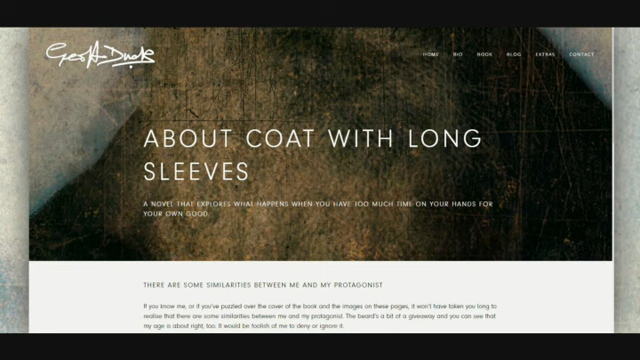 Geoff Duck
HOME BIO BOOK BLOG EXTRAS CONTACT
ABOUT COAT WITH LONG
SLEEVES
A NOVEL THAT EXPLORES WHAT HAPPENS WHEN YOU HAVE TOO MUCH TIME ON YOUR HANDS FOR
YOUR OWN GOOD.
THERE ARE SOME SIMILARITIES BETWEEN ME AND MY PROTAGONIST
If you know me, or if you've puzzled over the cover of the book and the images on these pages, it won't have taken you long to
realise that there are some similarities between me and my protagonist. The beard's a bit of a giveaway and you can see that
my age is about right, too. It would be foolish of me to deny or ignore it.